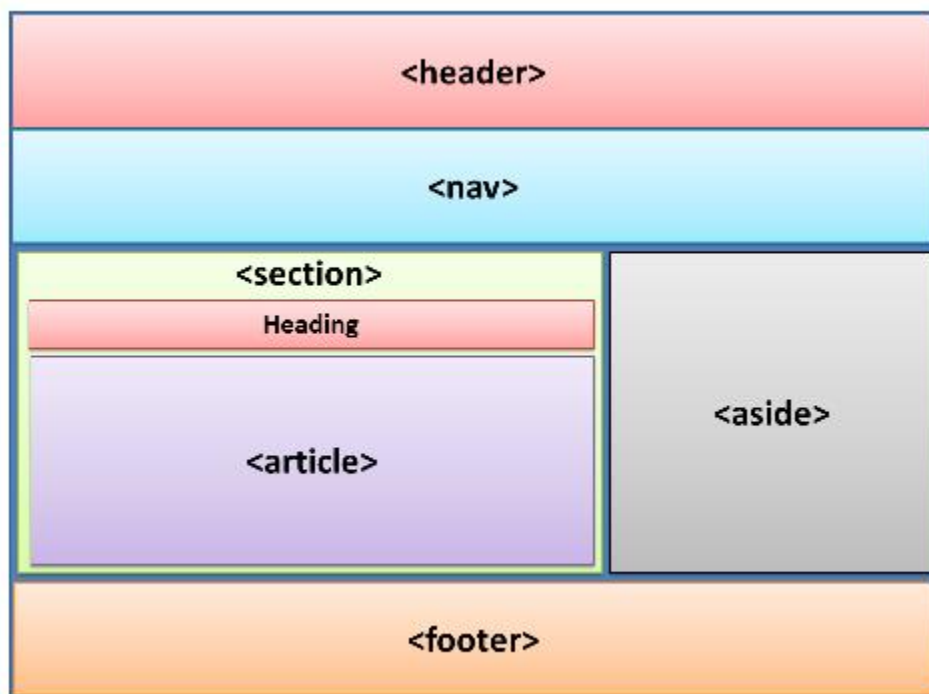 <header>
<nav>
<section>
Heading
<article>
<aside>
<footer>